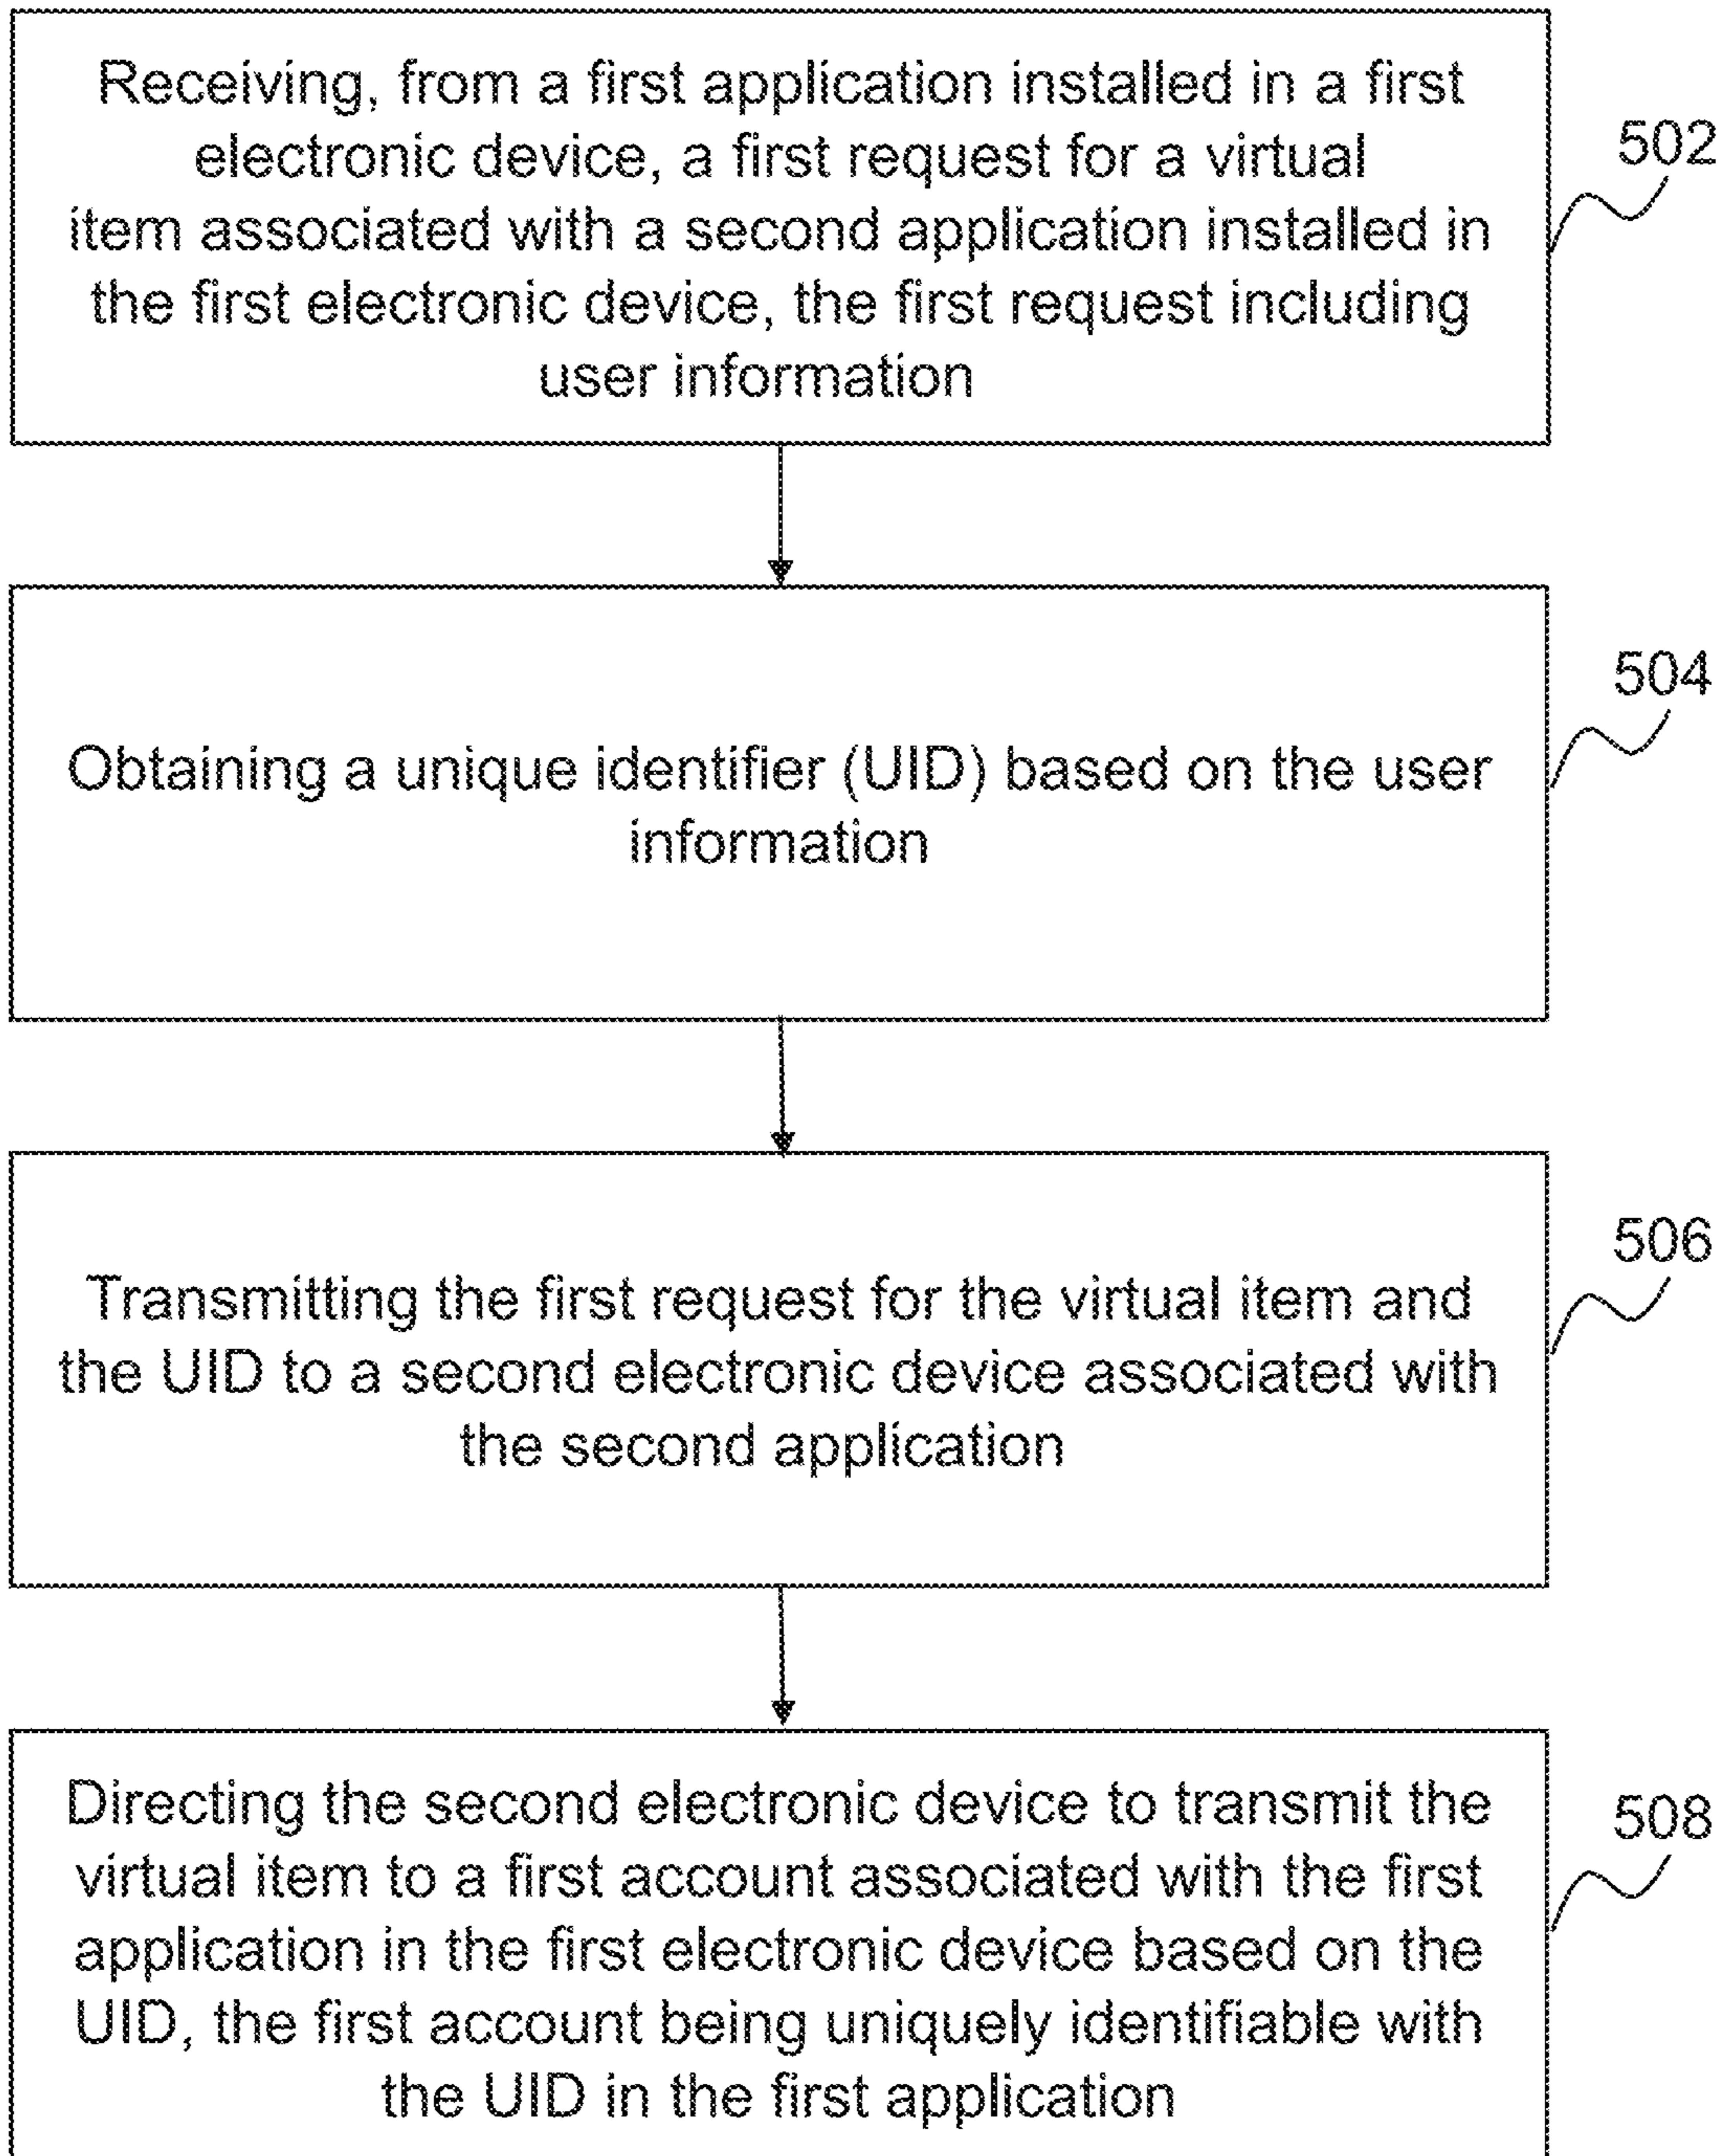 Receiving, from a first application installed in a first
electronic device, a first request for a virtual
item associated with a second application installed in
the first electronic device, the first request including
user information
502
Obtaining a unique identifier (UID) based on the user
information
504
Transmitting the first request for the virtual item and
the UID to a second electronic device associated with
the second application
506
Directing the second electronic device to transmit the
virtual item to a first account associated with the first
application in the first electronic device based on the
UID, the first account being uniquely identifiable with
the UID in the first application
508